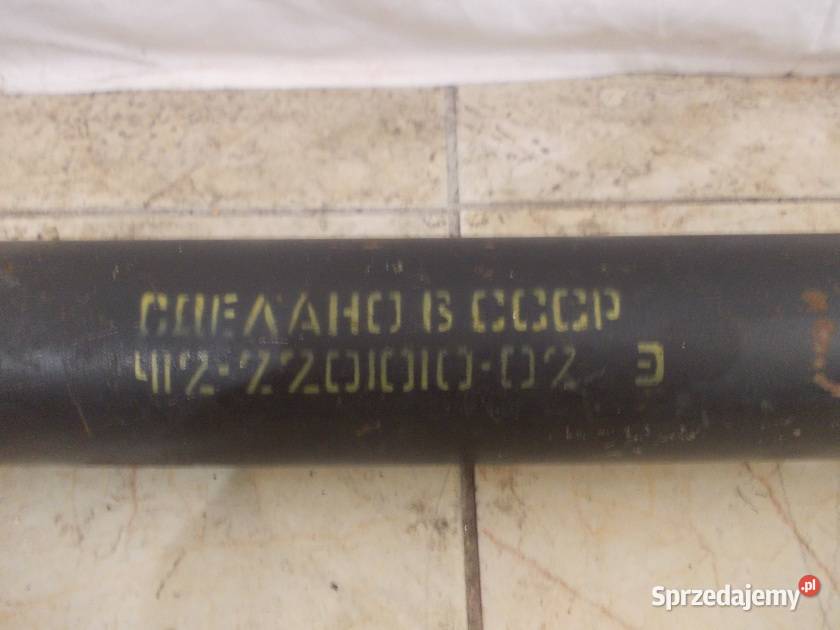 СДЕЛАНО В СССР
412-2201010-02 Э
Sprzedajemy.pl